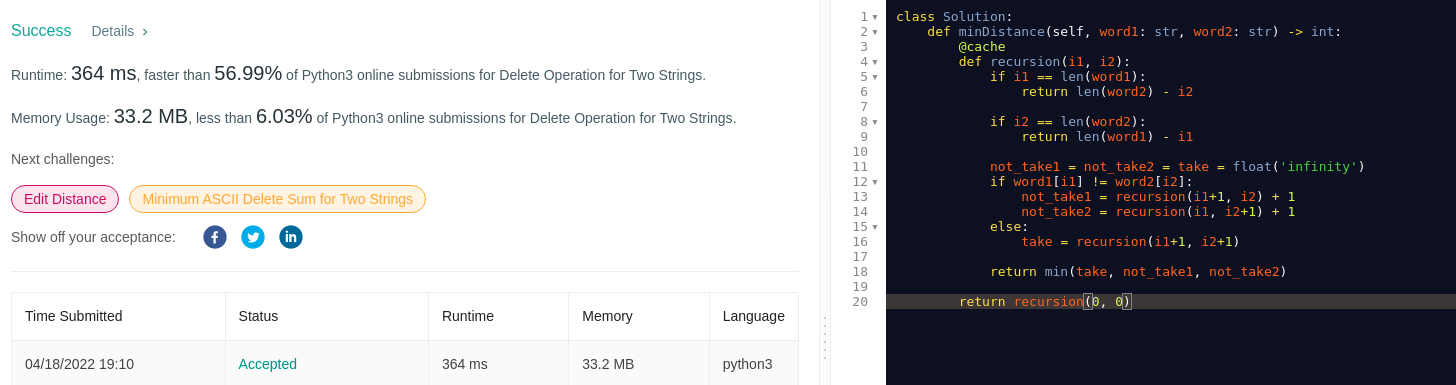 Success Details ›
Runtime: 364 ms, faster than 56.99% of Python3 online submissions for Delete Operation for Two Strings.
Memory Usage: 33.2 MB, less than 6.03% of Python3 online submissions for Delete Operation for Two Strings.
Next challenges:
Edit Distance Minimum ASCII Delete Sum for Two Strings
Show off your acceptance:
Time Submitted Status Runtime Memory Language
04/18/2022 19:10 Accepted 364 ms 33.2 MB python3
1 class Solution:
2     def minDistance(self, word1: str, word2: str) -> int:
3         @cache
4         def recursion(i1, i2):
5             if i1 == len(word1):
6                 return len(word2) - i2
7
8             if i2 == len(word2):
9                 return len(word1) - i1
10
11             not_take1 = not_take2 = take = float('infinity')
12             if word1[i1] != word2[i2]:
13                 not_take1 = recursion(i1+1, i2) + 1
14                 not_take2 = recursion(i1, i2+1) + 1
15             else:
16                 take = recursion(i1+1, i2+1)
17
18             return min(take, not_take1, not_take2)
19
20         return recursion(0, 0)